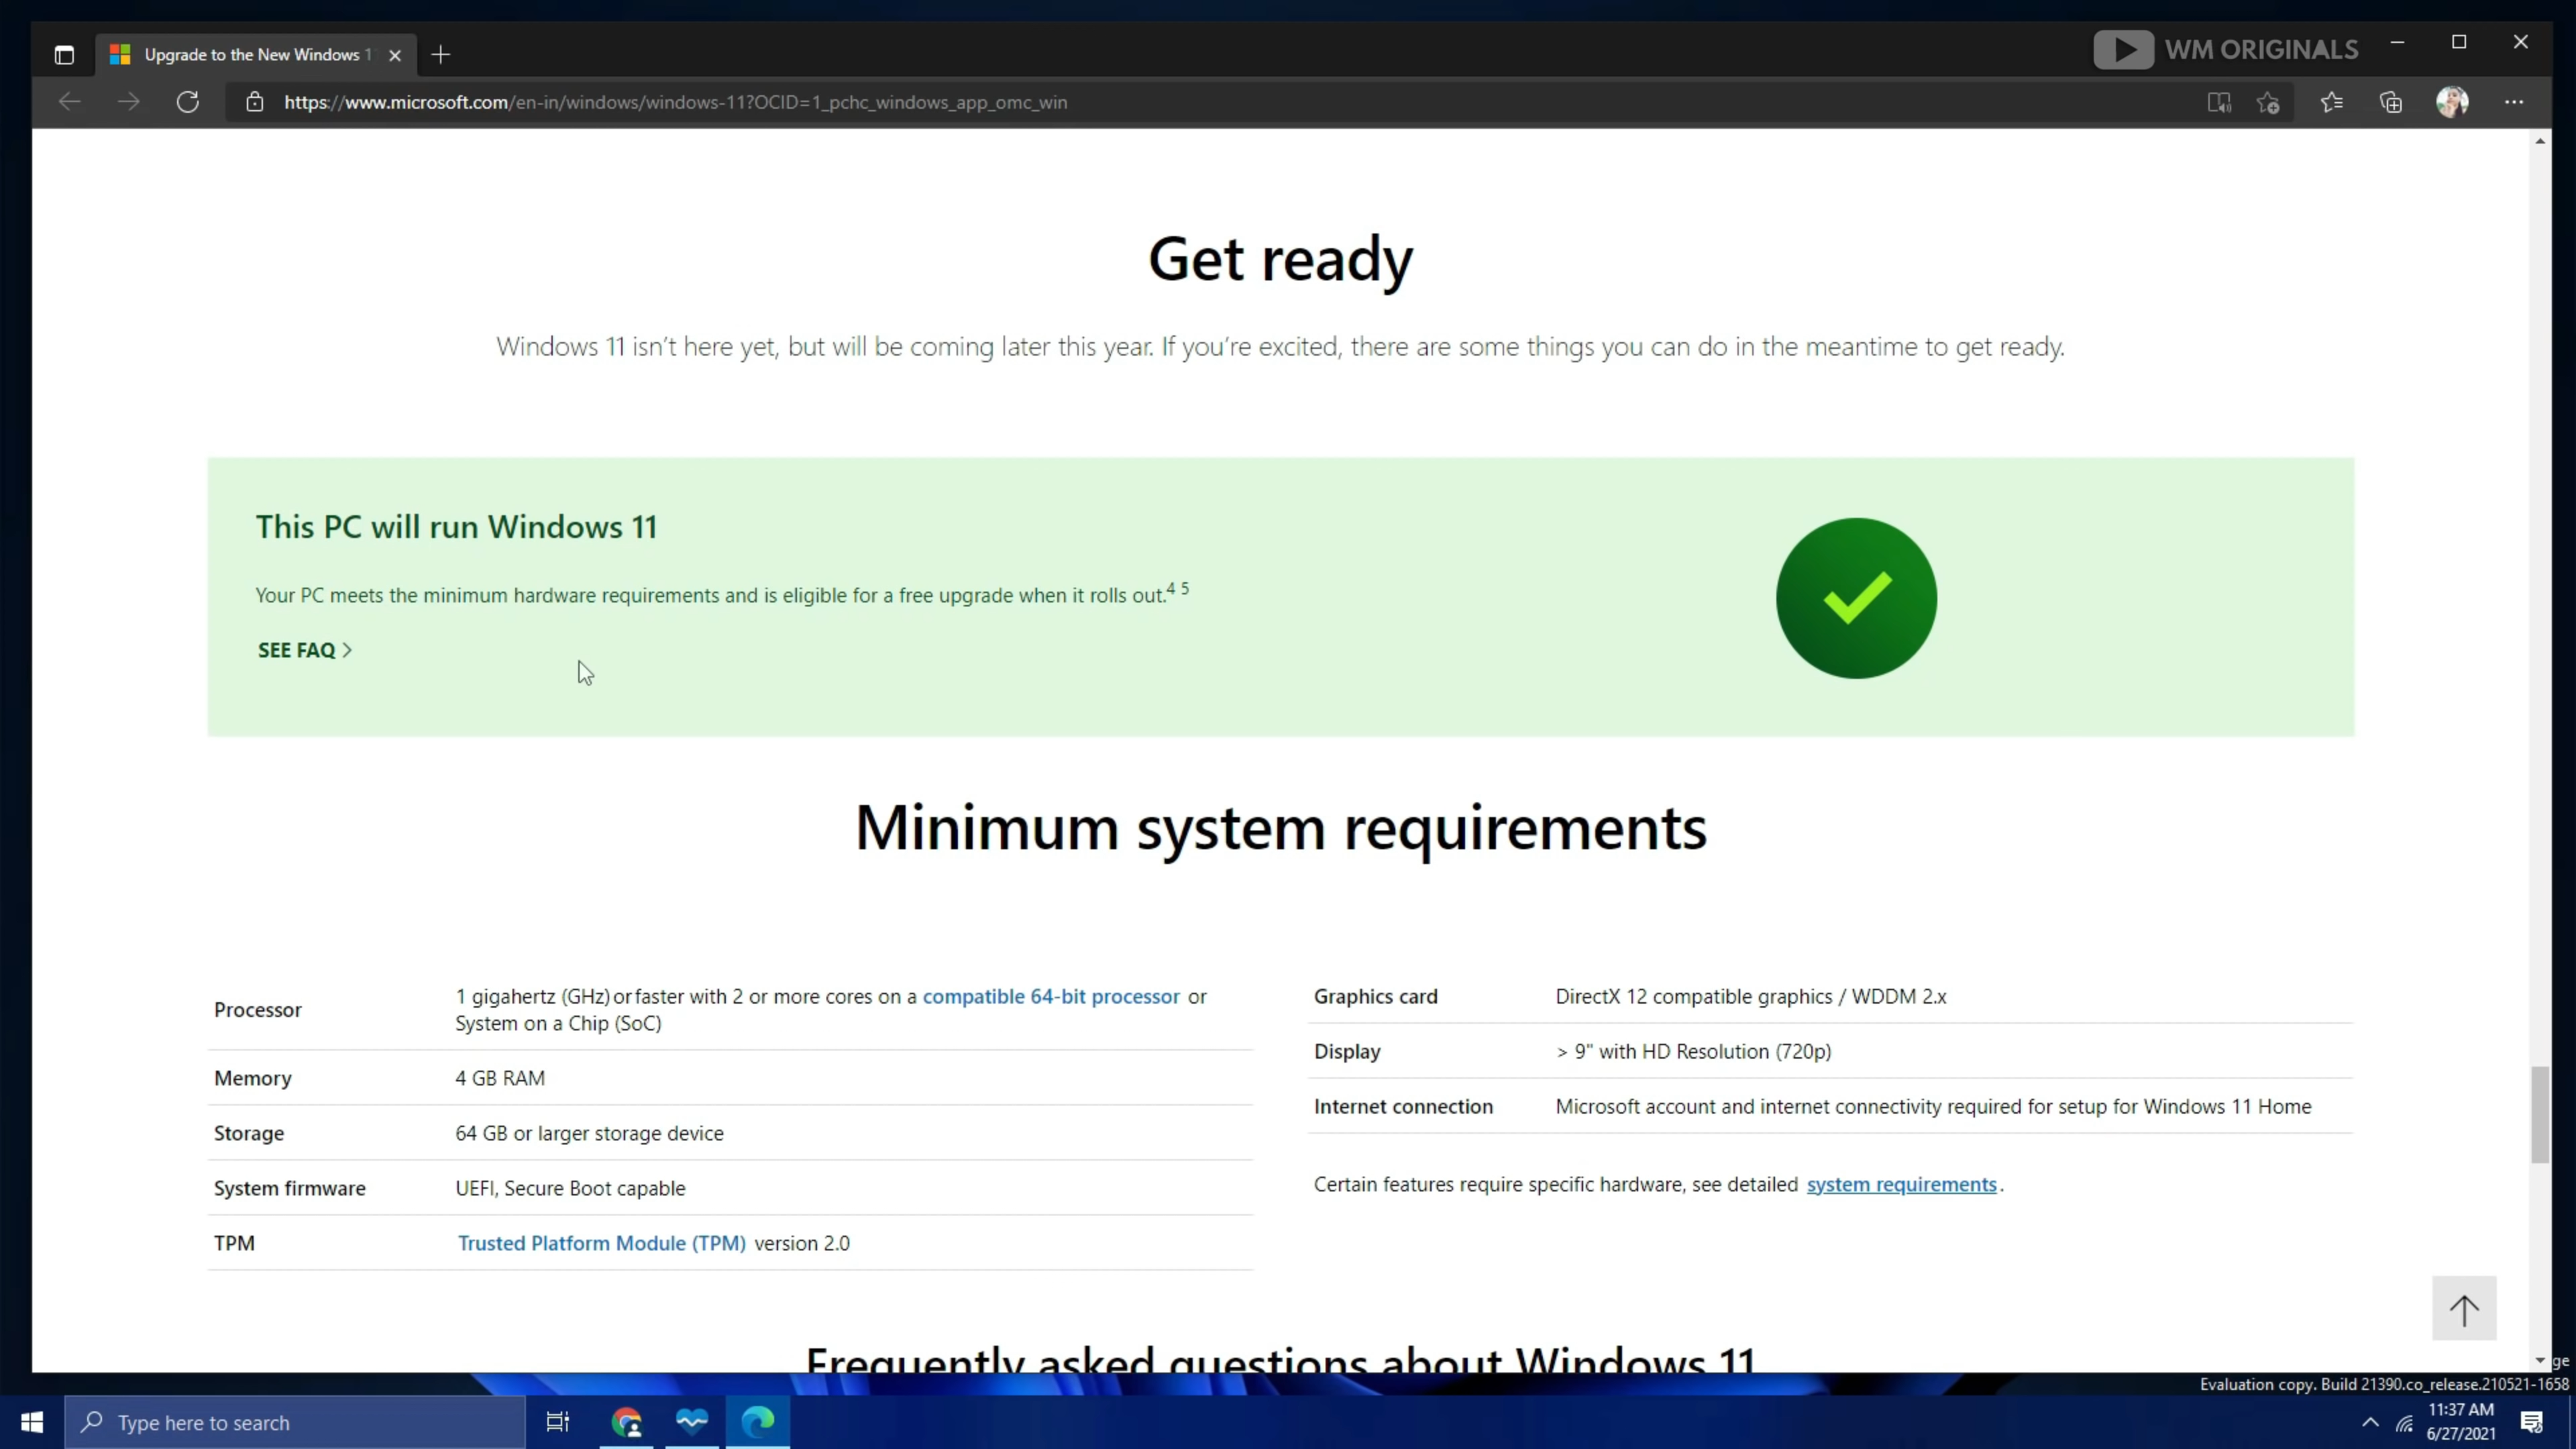 Upgrade to the New Windows 1
WM ORIGINALS
https://www.microsoft.com/en-in/windows/windows-11?OCID=1_pchc_windows_app_omc_win
Get ready
Windows 11 isn't here yet, but will be coming later this year. If you're excited, there are some things you can do in the meantime to get ready.
This PC will run Windows 11
Your PC meets the minimum hardware requirements and is eligible for a free upgrade when it rolls out.4 5
SEE FAQ >
Minimum system requirements
Processor
1 gigahertz (GHz) or faster with 2 or more cores on a compatible 64-bit processor or
System on a Chip (SoC)
Memory
4 GB RAM
Storage
64 GB or larger storage device
System firmware
UEFI, Secure Boot capable
TPM
Trusted Platform Module (TPM) version 2.0
Graphics card
DirectX 12 compatible graphics / WDDM 2.x
Display
> 9" with HD Resolution (720p)
Internet connection
Microsoft account and internet connectivity required for setup for Windows 11 Home
Certain features require specific hardware, see detailed system requirements.
Frequently asked questions about Windows 11
ge
Evaluation copy. Build 21390.co_release.210521-1658
Type here to search
11:37 AM
6/27/2021